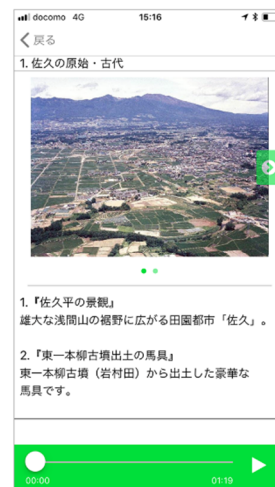 docomo 4G 15:16
戻る
1. 佐久の原始・古代
1.『佐久平の景観』
雄大な浅間山の裾野に広がる田園都市「佐久」。
2.『東一本柳古墳出土の馬具』
東一本柳古墳（岩村田）から出土した豪華な
馬具です。
00:00 01:19